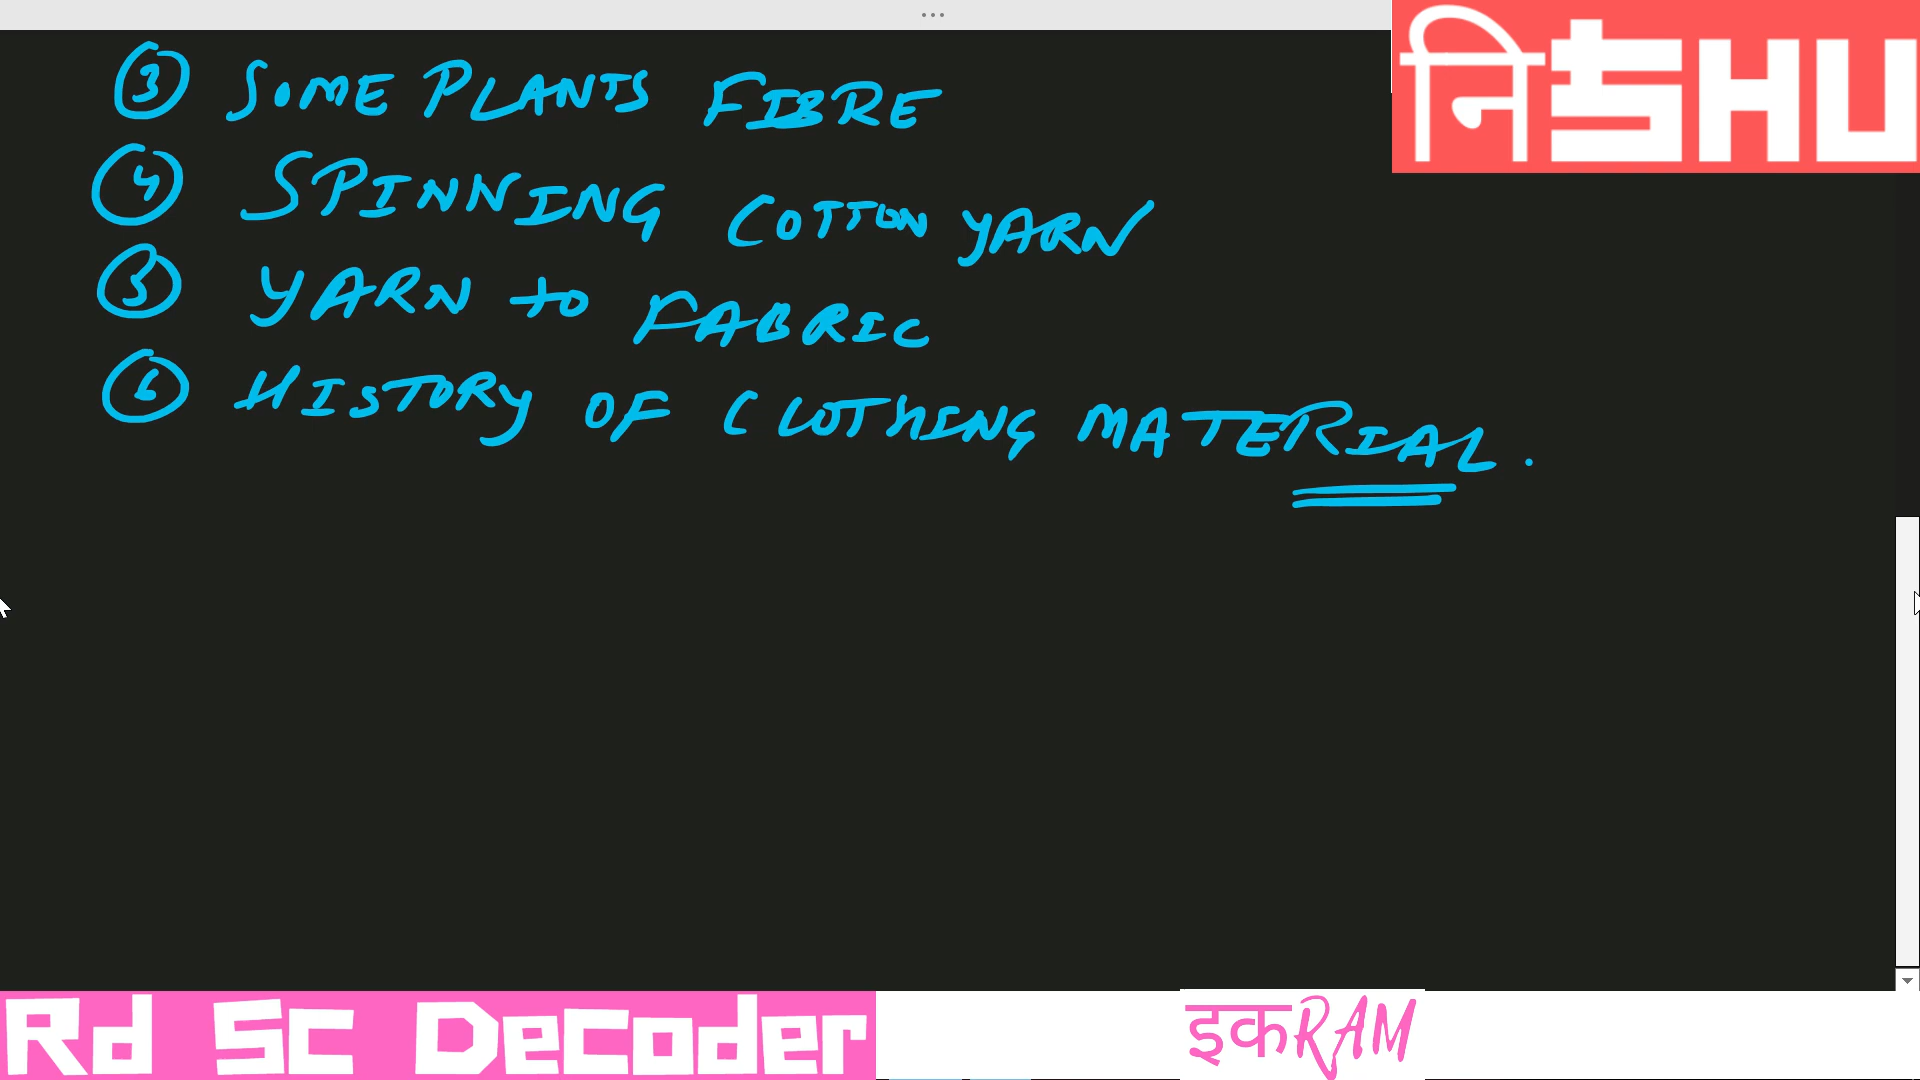 निSHU
③ SOME PLANTS FIBRE
④ SPINNING COTTON YARN
⑤ YARN to FABRIC
⑥ HISTORY OF CLOTHING MATERIAL.
Rd Sc Decoder
इकRAM